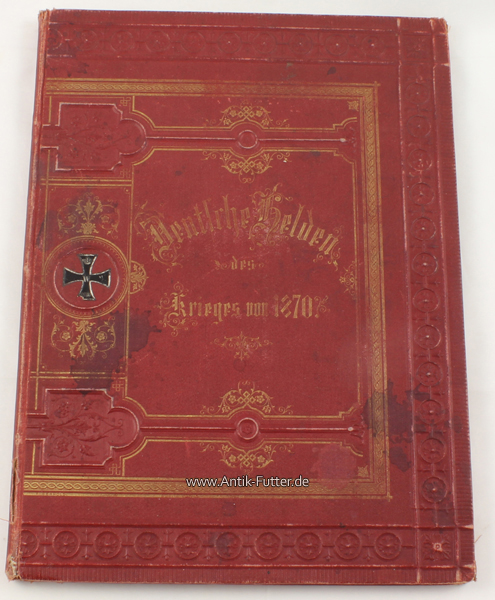 Deutsche Helden
des
Krieges von 1870/71
www.Antik-Futter.de